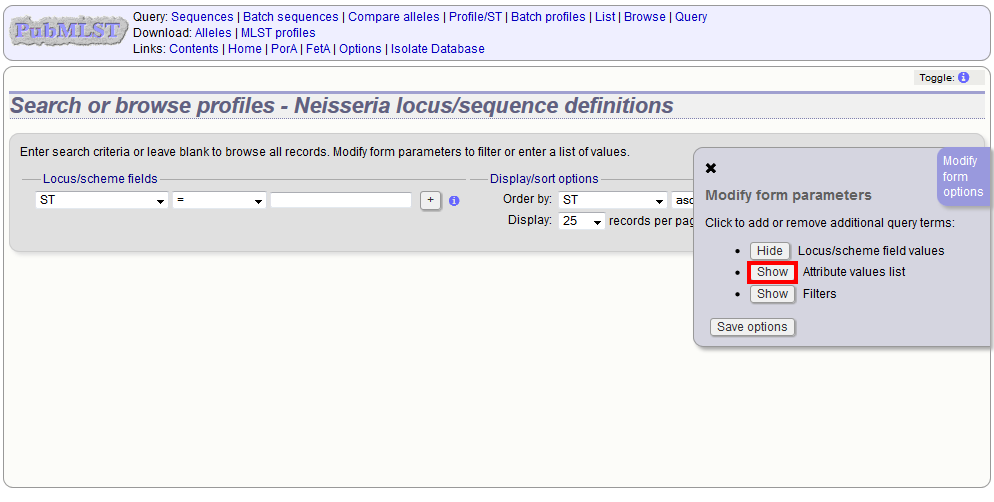 PubMLST
Query: Sequences | Batch sequences | Compare alleles | Profile/ST | Batch profiles | List | Browse | Query
Download: Alleles | MLST profiles
Links: Contents | Home | PorA | FetA | Options | Isolate Database
Toggle: i
Search or browse profiles - Neisseria locus/sequence definitions
Enter search criteria or leave blank to browse all records. Modify form parameters to filter or enter a list of values.
Locus/scheme fields
ST = + i
Display/sort options
Order by: ST asc
Display: 25 records per pag
Modify
form
options
✖
Modify form parameters
Click to add or remove additional query terms:
• Hide Locus/scheme field values
• Show Attribute values list
• Show Filters
Save options